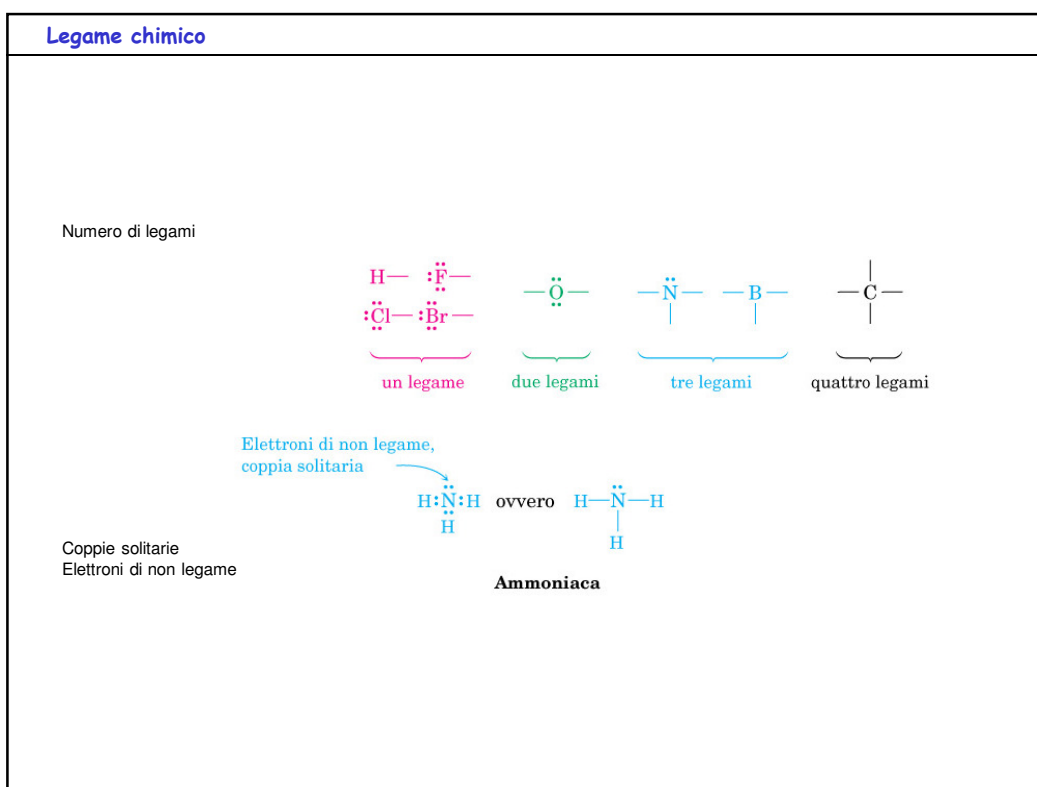 Legame chimico
Numero di legami
H— :F̤̈—
:C̤̈l— :B̤̈r—
—Ö̤—
—N̈— —B—
—C—
un legame
due legami
tre legami
quattro legami
Elettroni di non legame,
coppia solitaria
H:N̤̈:H ovvero H—N̈—H
H H
Coppie solitarie
Elettroni di non legame
Ammoniaca